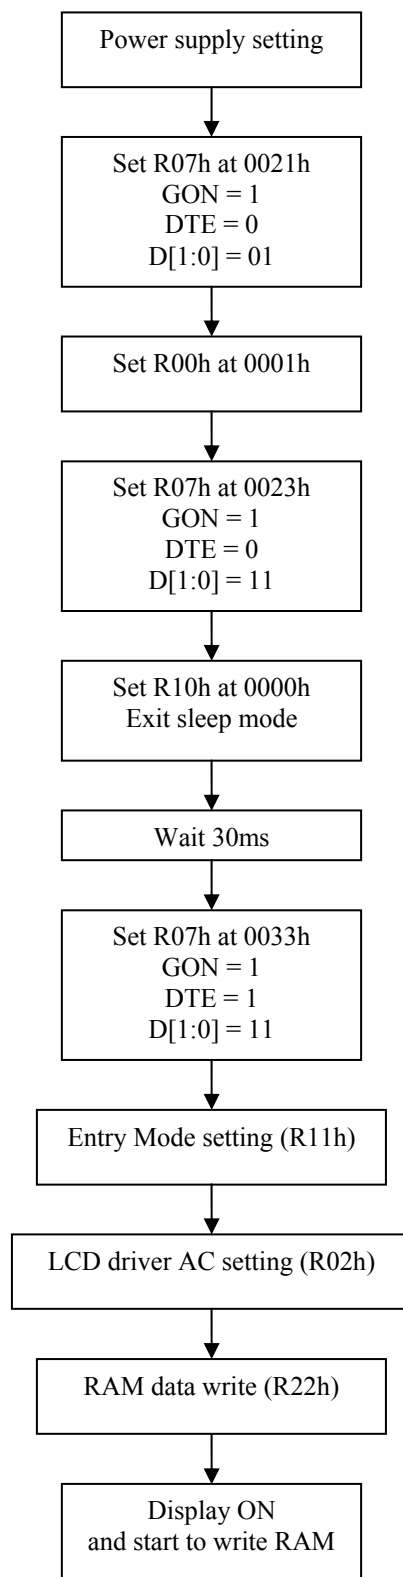 Power supply setting
Set R07h at 0021h
GON = 1
DTE = 0
D[1:0] = 01
Set R00h at 0001h
Set R07h at 0023h
GON = 1
DTE = 0
D[1:0] = 11
Set R10h at 0000h
Exit sleep mode
Wait 30ms
Set R07h at 0033h
GON = 1
DTE = 1
D[1:0] = 11
Entry Mode setting (R11h)
LCD driver AC setting (R02h)
RAM data write (R22h)
Display ON
and start to write RAM